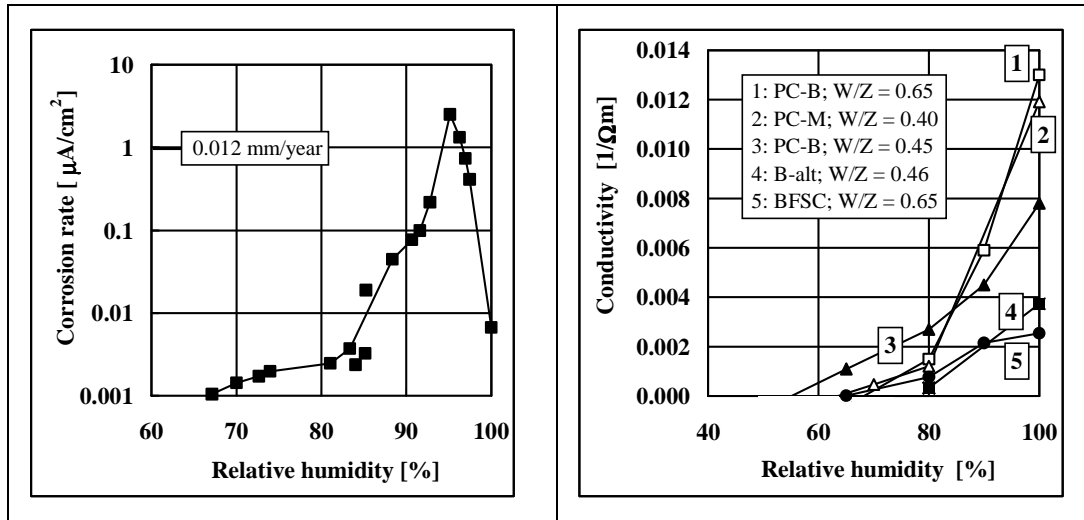 10
1
0.1
0.01
0.001
60
70
80
90
100
Relative humidity [%]
Corrosion rate [ µA/cm²]
0.012 mm/year
0.014
0.012
0.010
0.008
0.006
0.004
0.002
0.000
40
60
80
100
Relative humidity [%]
Conductivity [1/Ωm]
1: PC-B; W/Z = 0.65
2: PC-M; W/Z = 0.40
3: PC-B; W/Z = 0.45
4: B-alt; W/Z = 0.46
5: BFSC; W/Z = 0.65
1
2
3
4
5